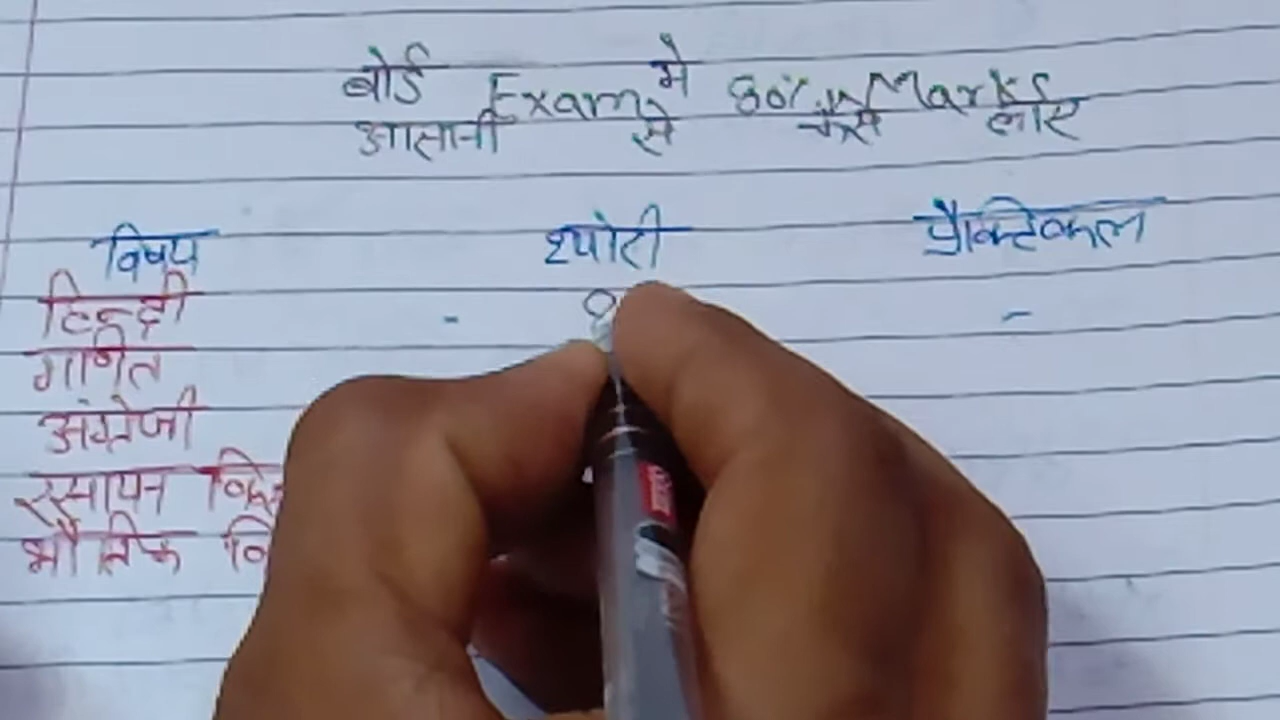 बोर्ड Exam मे 80% Marks
आसानी से कैसे लाए
विषय थ्योरी प्रैक्टिकल
हिन्दी - -
गणित
अंग्रेजी
रसायन
भौतिक